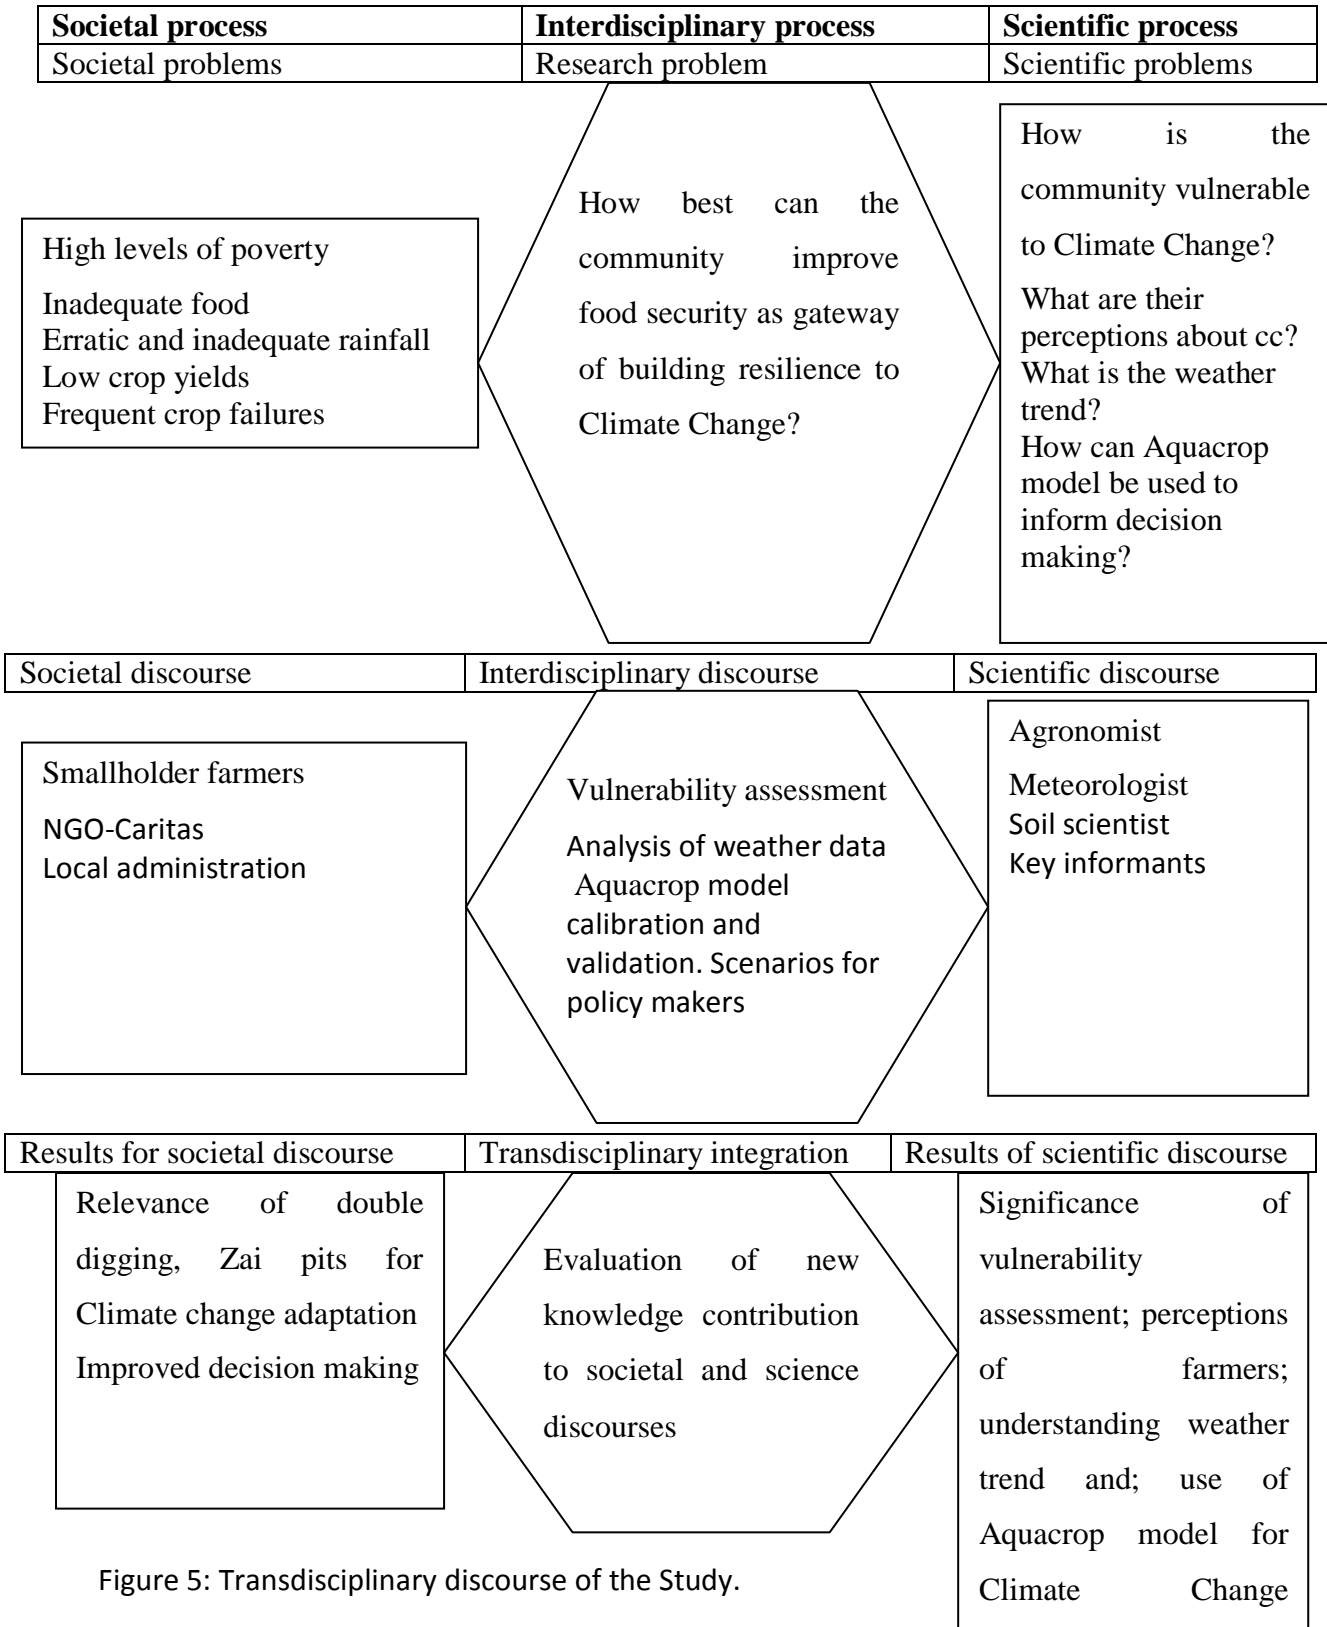 Societal process
Interdisciplinary process
Scientific process
Societal problems
Research problem
Scientific problems
High levels of poverty
Inadequate food
Erratic and inadequate rainfall
Low crop yields
Frequent crop failures
How best can the
community improve
food security as gateway
of building resilience to
Climate Change?
How is the
community vulnerable
to Climate Change?
What are their
perceptions about cc?
What is the weather
trend?
How can Aquacrop
model be used to
inform decision
making?
Societal discourse
Interdisciplinary discourse
Scientific discourse
Smallholder farmers
NGO-Caritas
Local administration
Vulnerability assessment
Analysis of weather data
Aquacrop model
calibration and
validation. Scenarios for
policy makers
Agronomist
Meteorologist
Soil scientist
Key informants
Results for societal discourse
Transdisciplinary integration
Results of scientific discourse
Relevance of double
digging, Zai pits for
Climate change adaptation
Improved decision making
Evaluation of new
knowledge contribution
to societal and science
discourses
Significance of
vulnerability
assessment; perceptions
of farmers;
understanding weather
trend and; use of
Aquacrop model for
Climate Change
Figure 5: Transdisciplinary discourse of the Study.